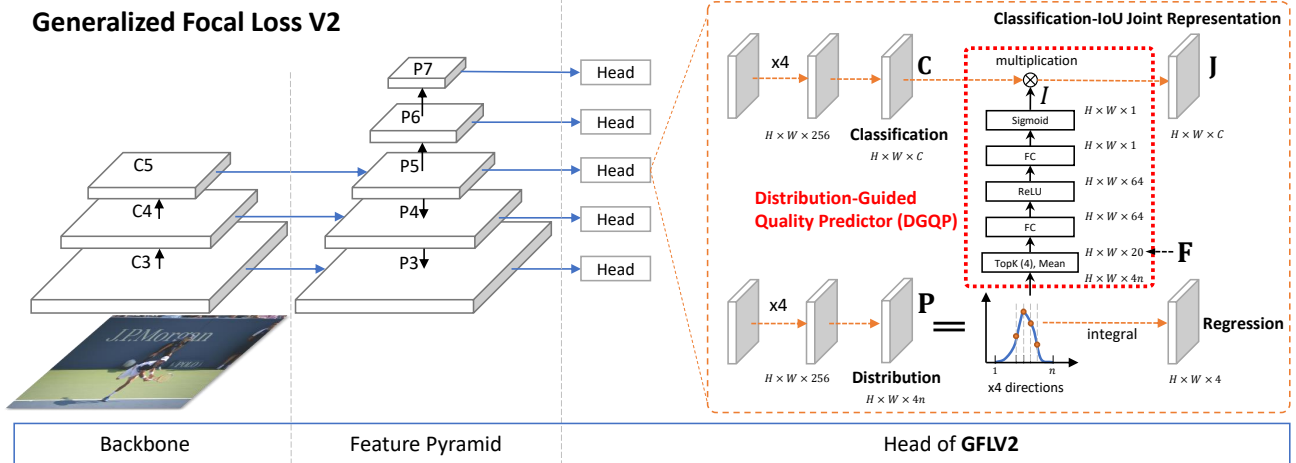 Generalized Focal Loss V2
C5
C4
C3
J.P.Morgan
POLO
P7
P6
P5
P4
P3
Head
Head
Head
Head
Head
Classification-IoU Joint Representation
x4
C
multiplication
J
I
H × W × 1
Sigmoid
H × W × 256
Classification
H × W × C
H × W × C
H × W × 1
FC
H × W × 64
ReLU
Distribution-Guided
Quality Predictor (DGQP)
H × W × 64
FC
H × W × 20
F
TopK (4), Mean
H × W × 4n
x4
P
=
integral
Regression
1
n
H × W × 256
Distribution
x4 directions
H × W × 4
H × W × 4n
Backbone
Feature Pyramid
Head of GFLV2